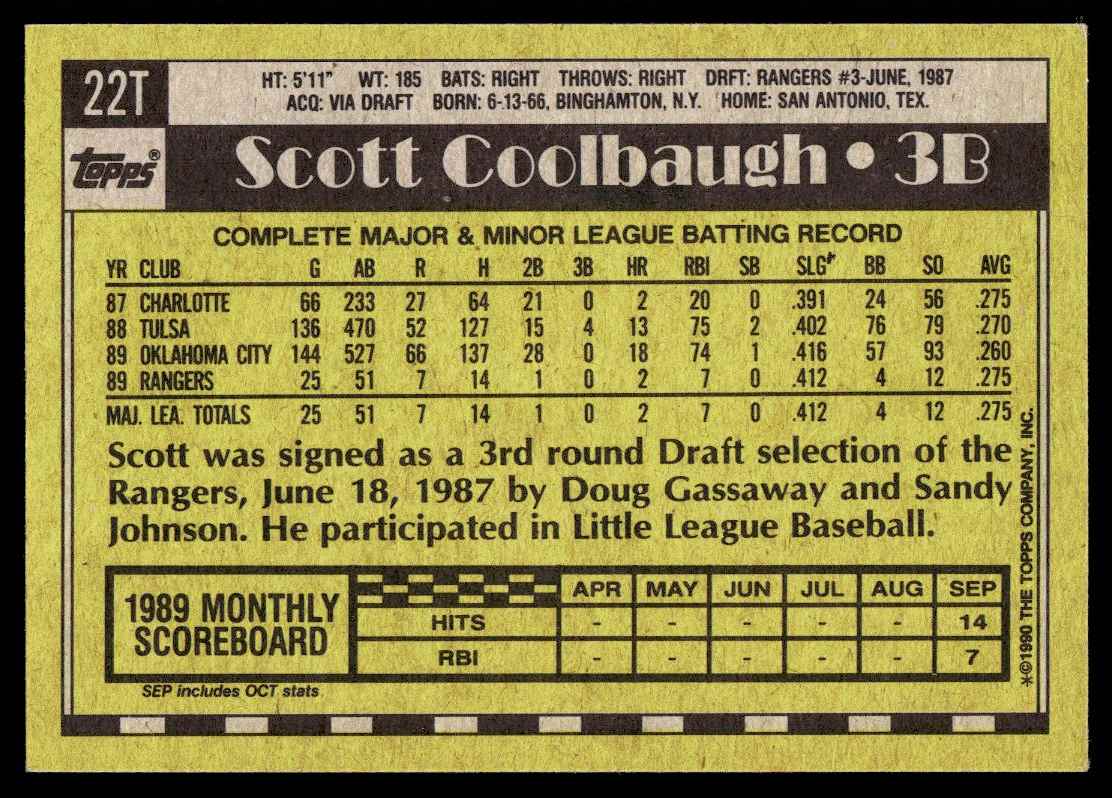 22T
HT: 5'11" WT: 185 BATS: RIGHT THROWS: RIGHT DRFT: RANGERS #3-JUNE, 1987
ACQ: VIA DRAFT BORN: 6-13-66, BINGHAMTON, N.Y. HOME: SAN ANTONIO, TEX.
topps®
Scott Coolbaugh • 3B
COMPLETE MAJOR & MINOR LEAGUE BATTING RECORD
YR CLUB G AB R H 2B 3B HR RBI SB SLG BB SO AVG
87 CHARLOTTE 66 233 27 64 21 0 2 20 0 .391 24 56 .275
88 TULSA 136 470 52 127 15 4 13 75 2 .402 76 79 .270
89 OKLAHOMA CITY 144 527 66 137 28 0 18 74 1 .416 57 93 .260
89 RANGERS 25 51 7 14 1 0 2 7 0 .412 4 12 .275
MAJ. LEA. TOTALS 25 51 7 14 1 0 2 7 0 .412 4 12 .275
Scott was signed as a 3rd round Draft selection of the
Rangers, June 18, 1987 by Doug Gassaway and Sandy
Johnson. He participated in Little League Baseball.
1989 MONTHLY
SCOREBOARD
APR MAY JUN JUL AUG SEP
HITS - - - - - 14
RBI - - - - - 7
SEP includes OCT stats
*©1990 THE TOPPS COMPANY, INC.